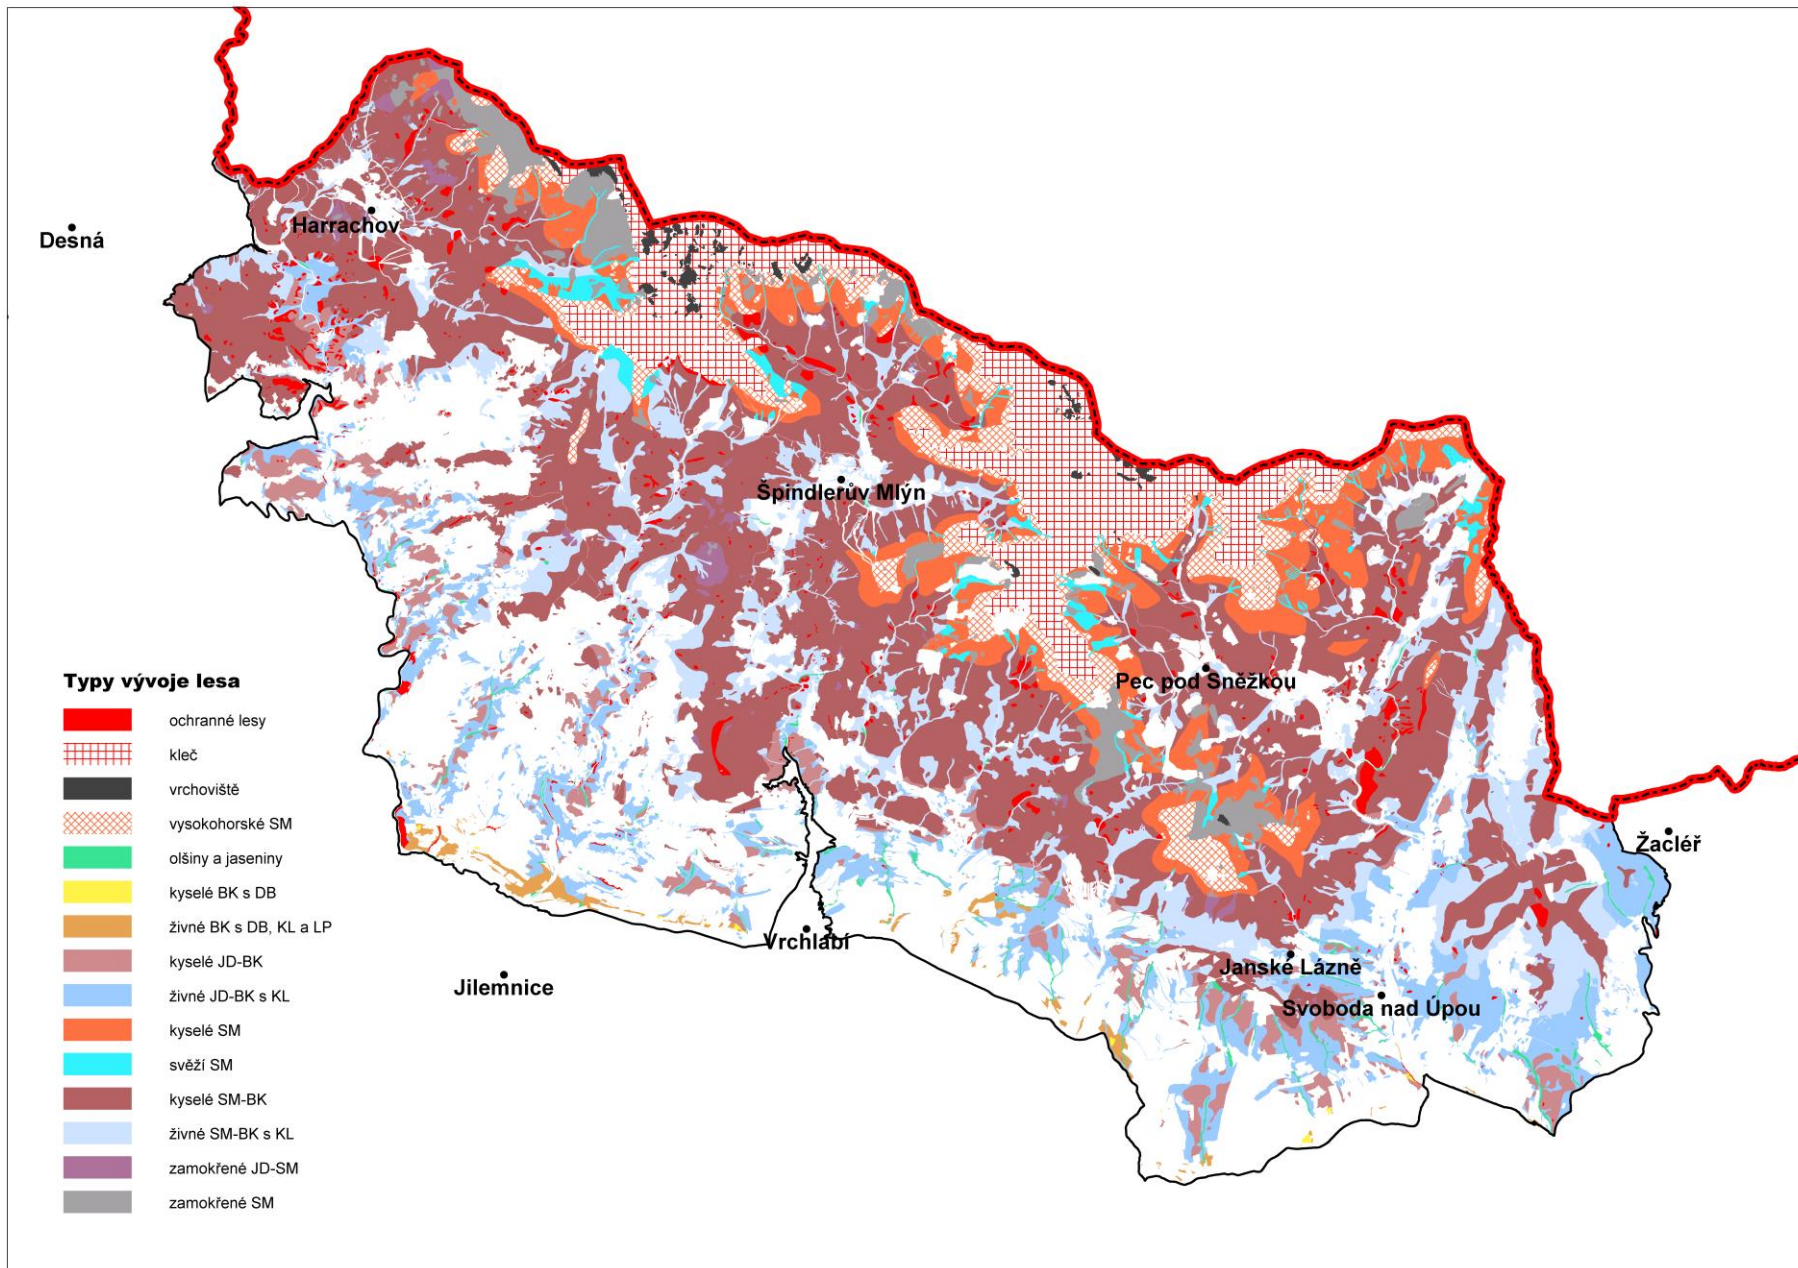 Desná
Harrachov
Špindlerův Mlýn
Pec pod Sněžkou
Žacléř
Vrchlabí
Janské Lázně
Jilemnice
Svoboda nad Úpou
Typy vývoje lesa
ochranné lesy
kleč
vrchoviště
vysokohorské SM
olšiny a jaseniny
kyselé BK s DB
živné BK s DB, KL a LP
kyselé JD-BK
živné JD-BK s KL
kyselé SM
svěží SM
kyselé SM-BK
živné SM-BK s KL
zamokřené JD-SM
zamokřené SM